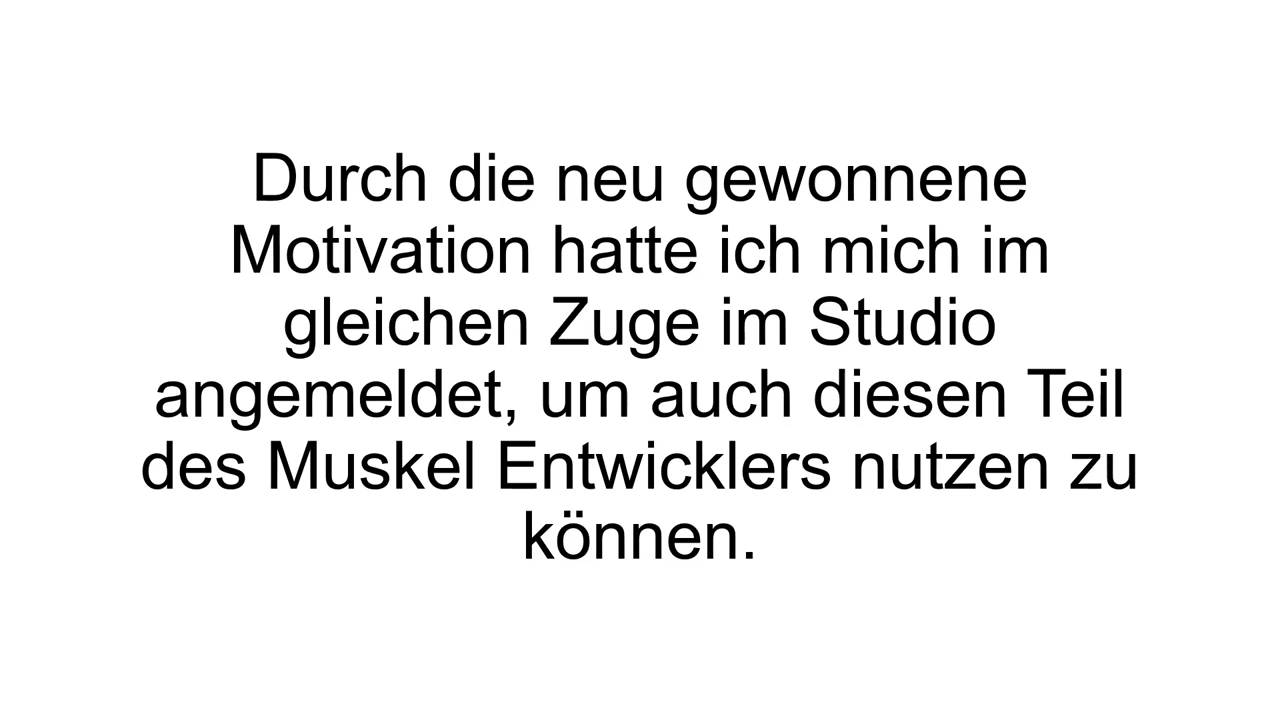 Durch die neu gewonnene
Motivation hatte ich mich im
gleichen Zuge im Studio
angemeldet, um auch diesen Teil
des Muskel Entwicklers nutzen zu
können.